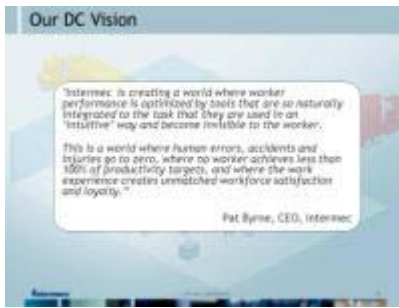 Our DC Vision
"Intermec is creating a world where worker
performance is optimized by tools that are so naturally
integrated to the task that they are used in an
"intuitive" way and become invisible to the worker.
This is a world where human errors, accidents and
injuries go to zero, where no worker achieves less than
100% of productivity targets, and where the work
experience creates unmatched workforce satisfaction
and loyalty."
Pat Byrne, CEO, Intermec